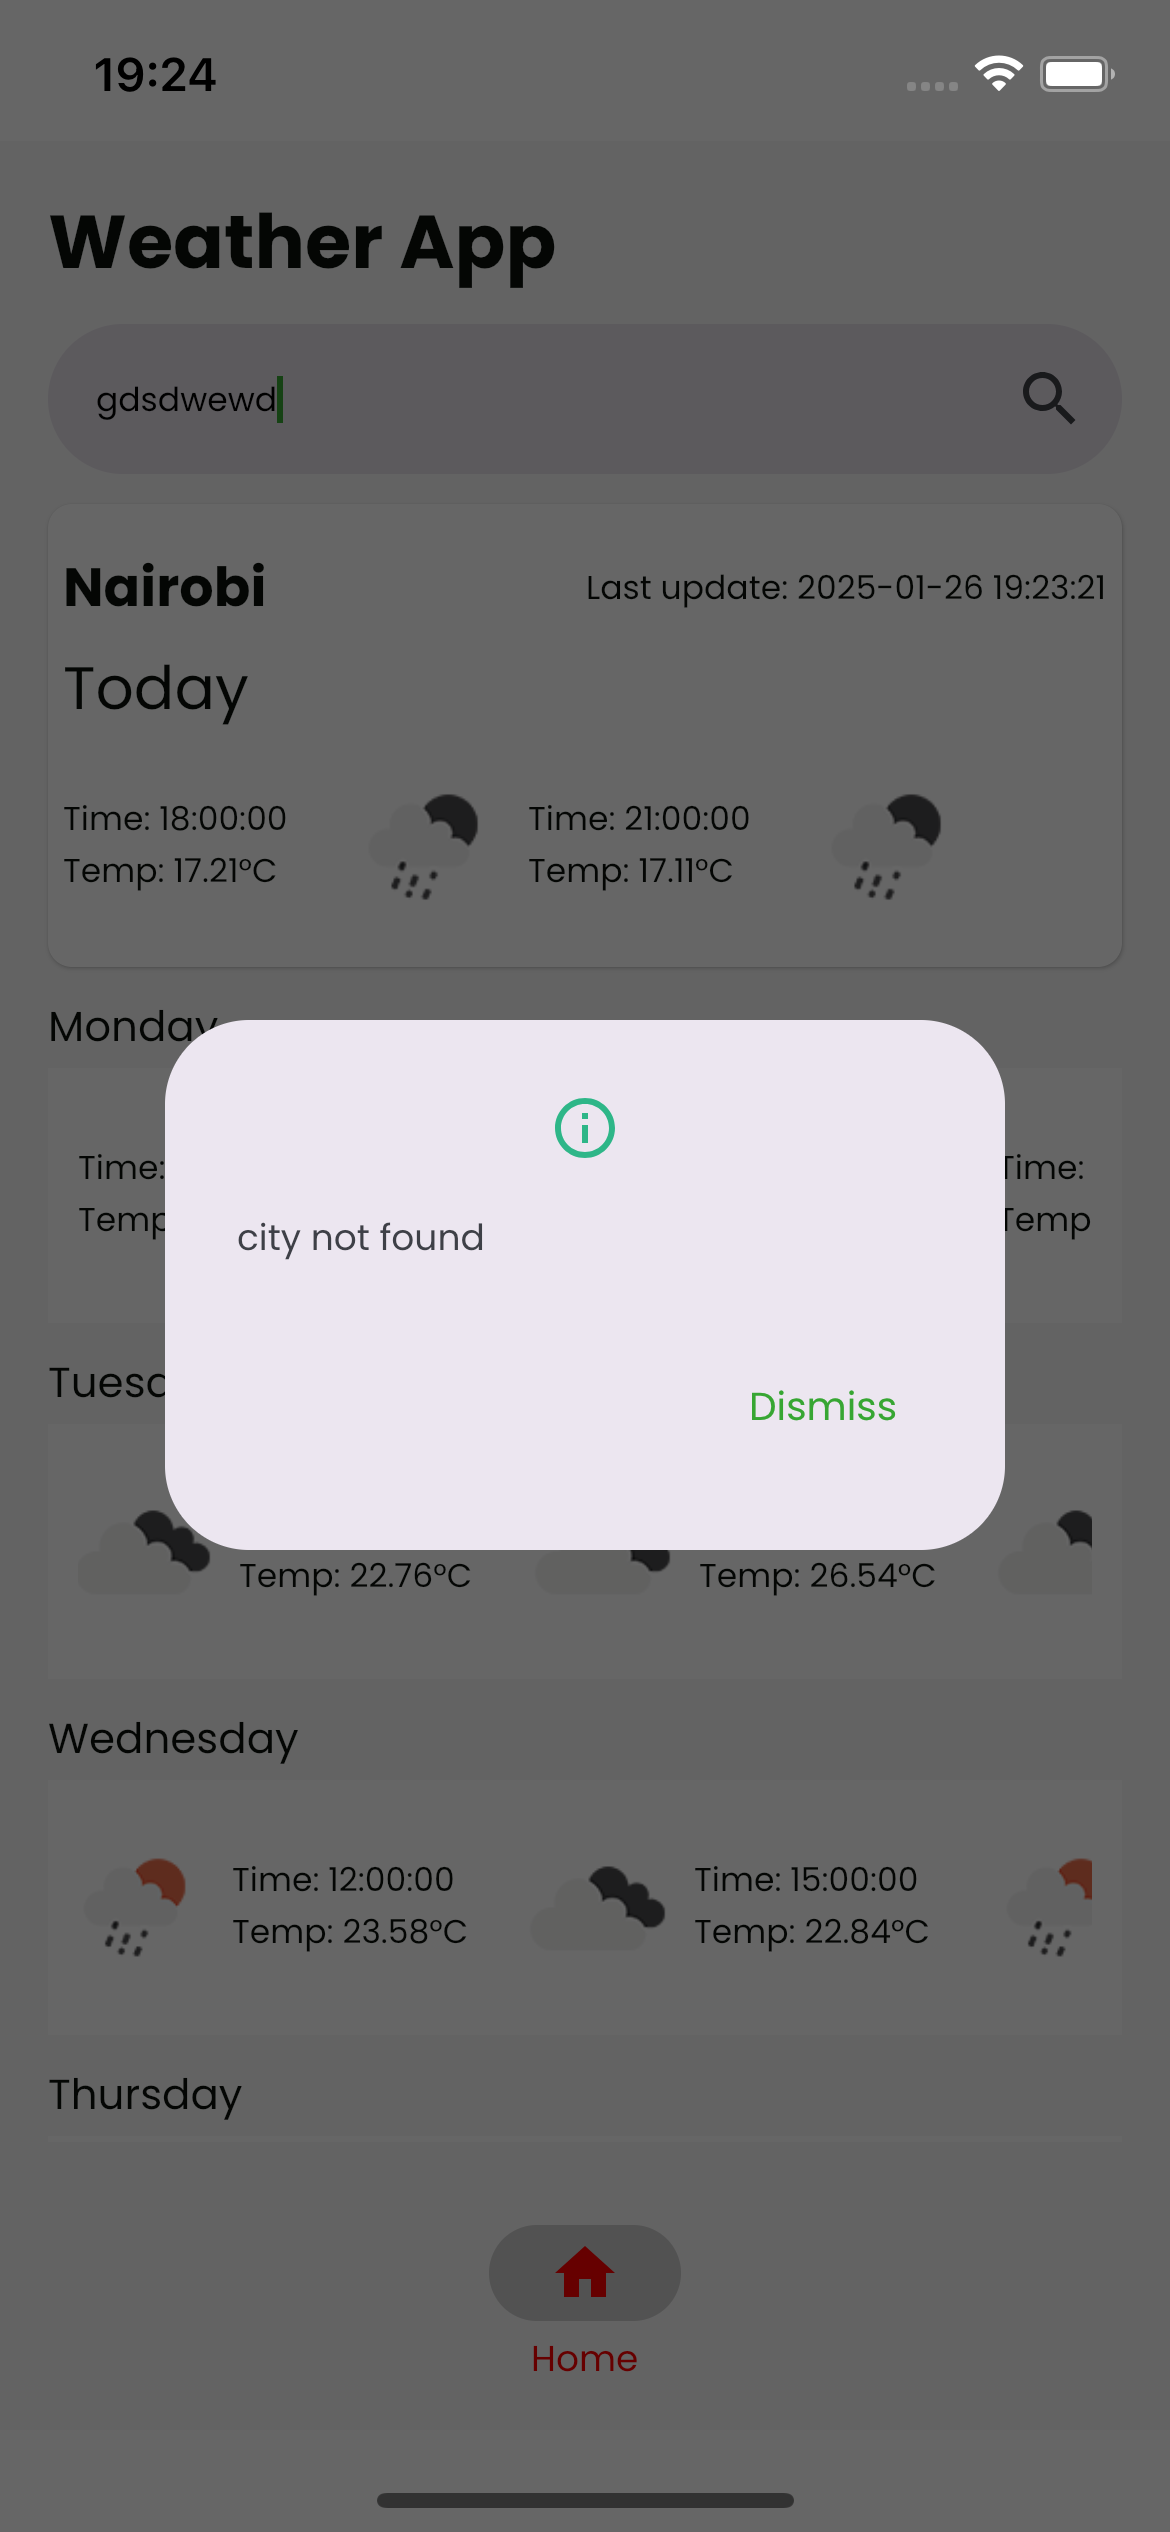 19:24
Weather App
gdsdwewd
Nairobi
Last update: 2025-01-26 19:23:21
Today
Time: 18:00:00
Temp: 17.21°C
Time: 21:00:00
Temp: 17.11°C
Monday
Time:
Temp
Time:
Temp
city not found
Dismiss
Temp: 22.76°C
Temp: 26.54°C
Wednesday
Time: 12:00:00
Temp: 23.58°C
Time: 15:00:00
Temp: 22.84°C
Thursday
Home